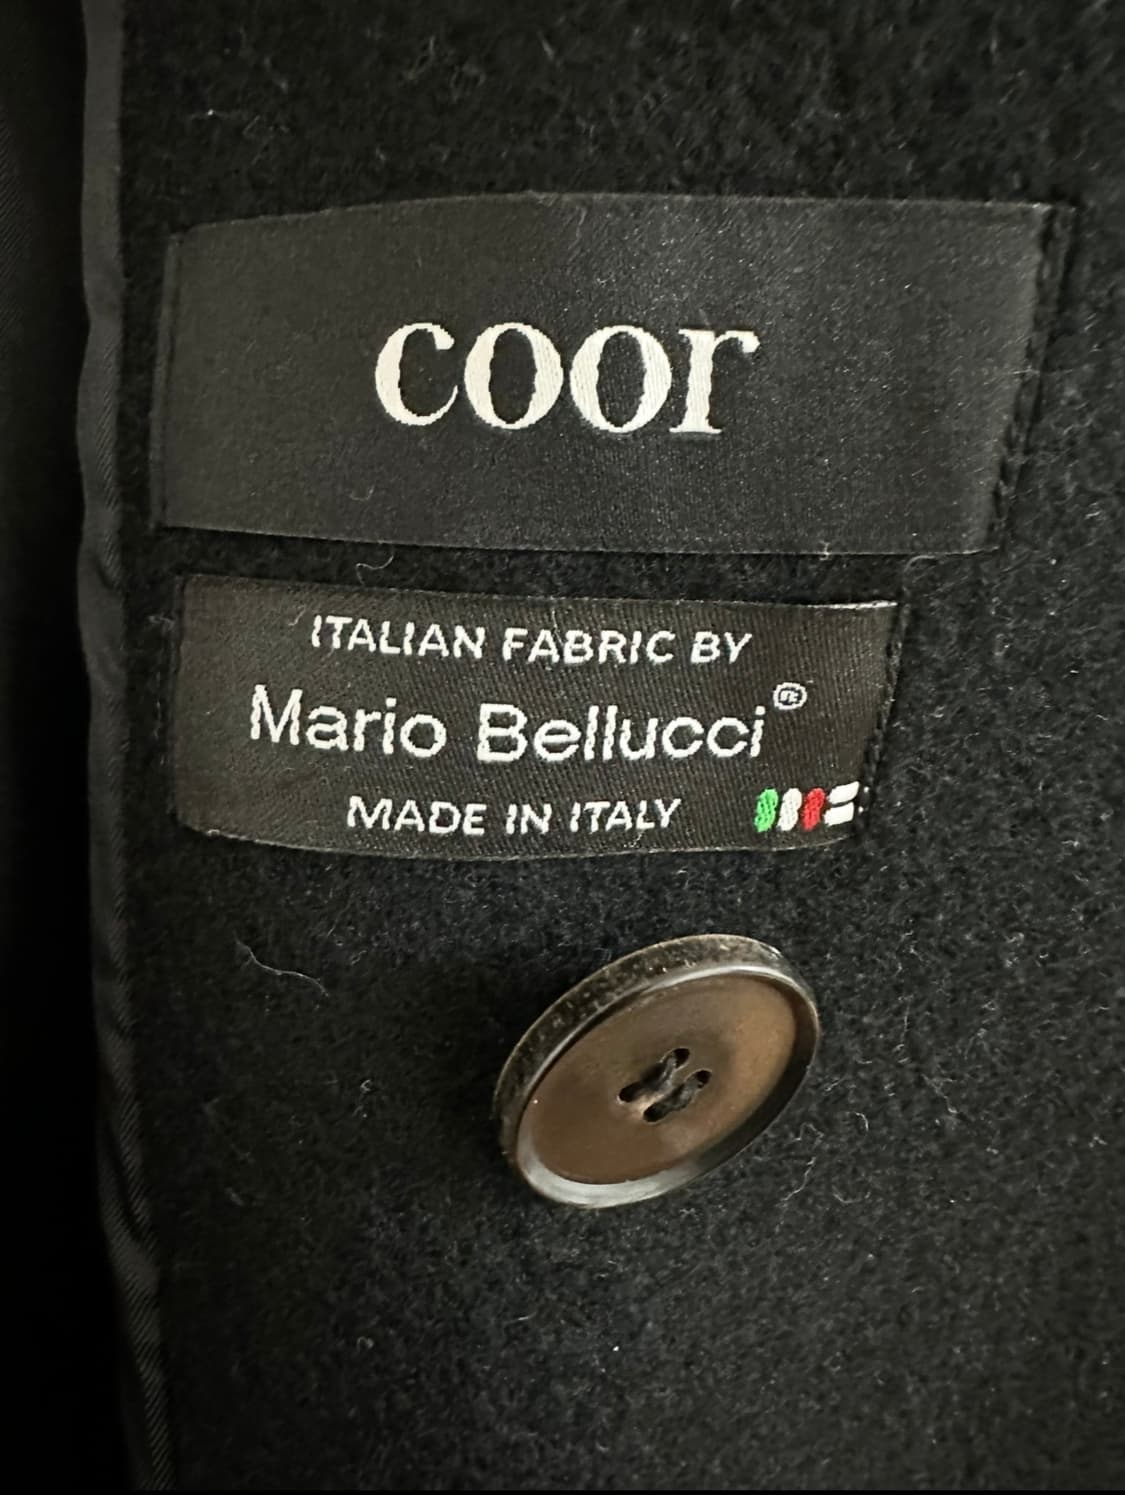 coor
ITALIAN FABRIC BY
Mario Bellucci®
MADE IN ITALY